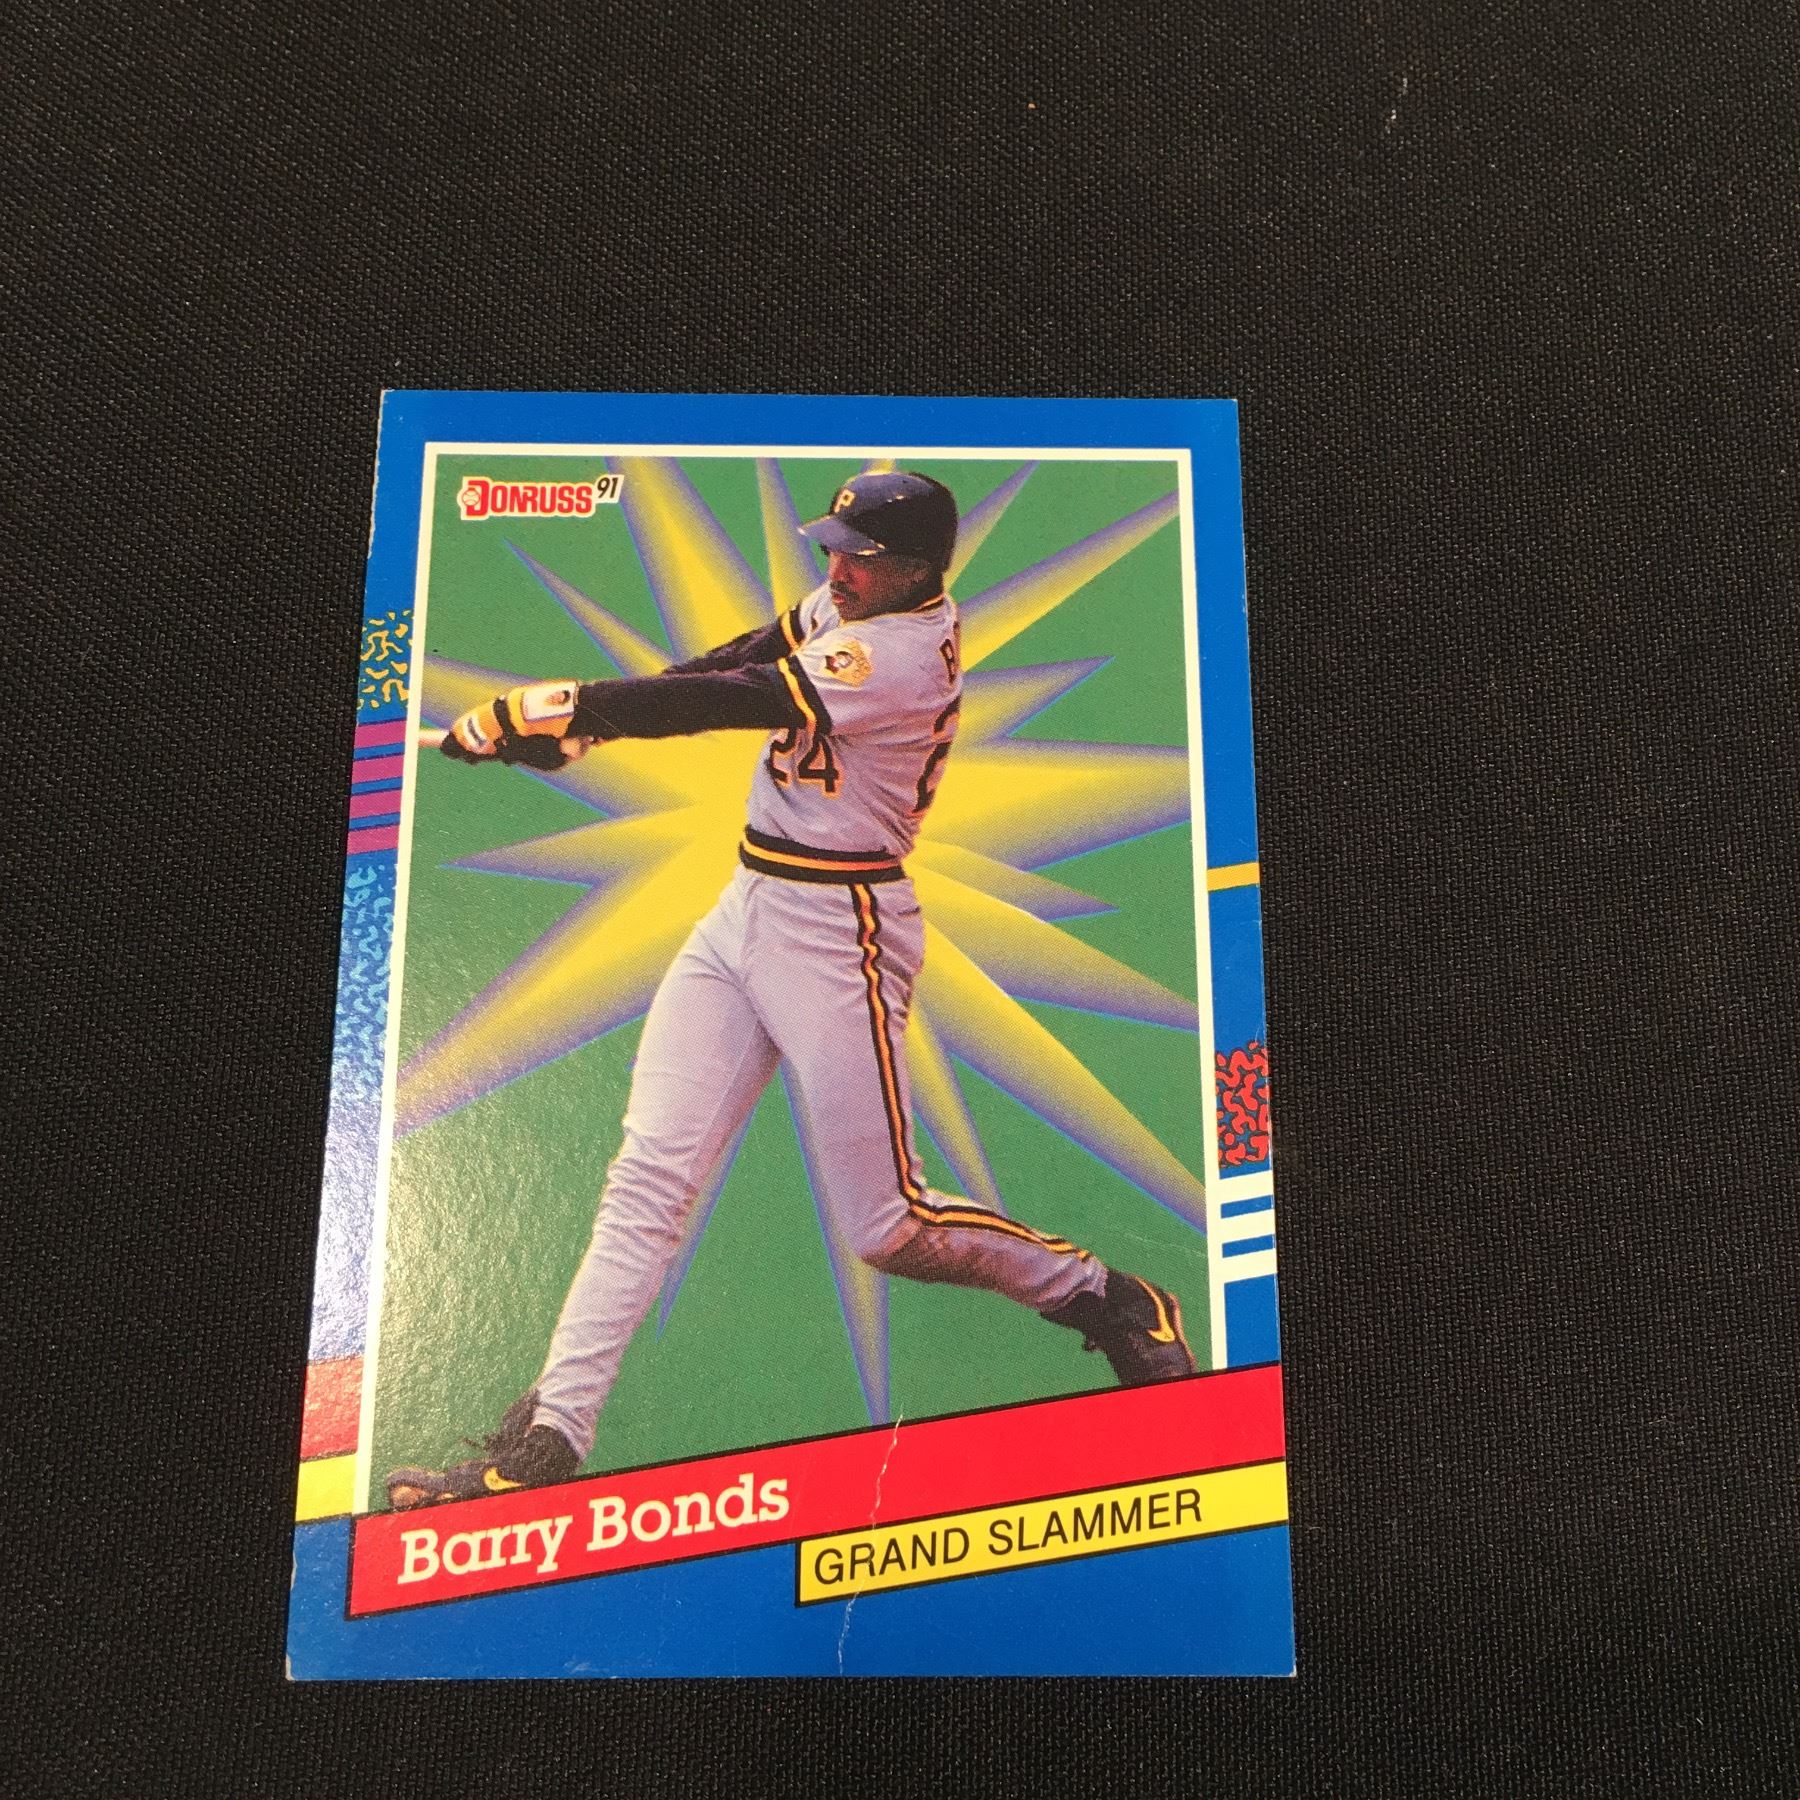 DONRUSS 91
P
24
Barry Bonds
GRAND SLAMMER